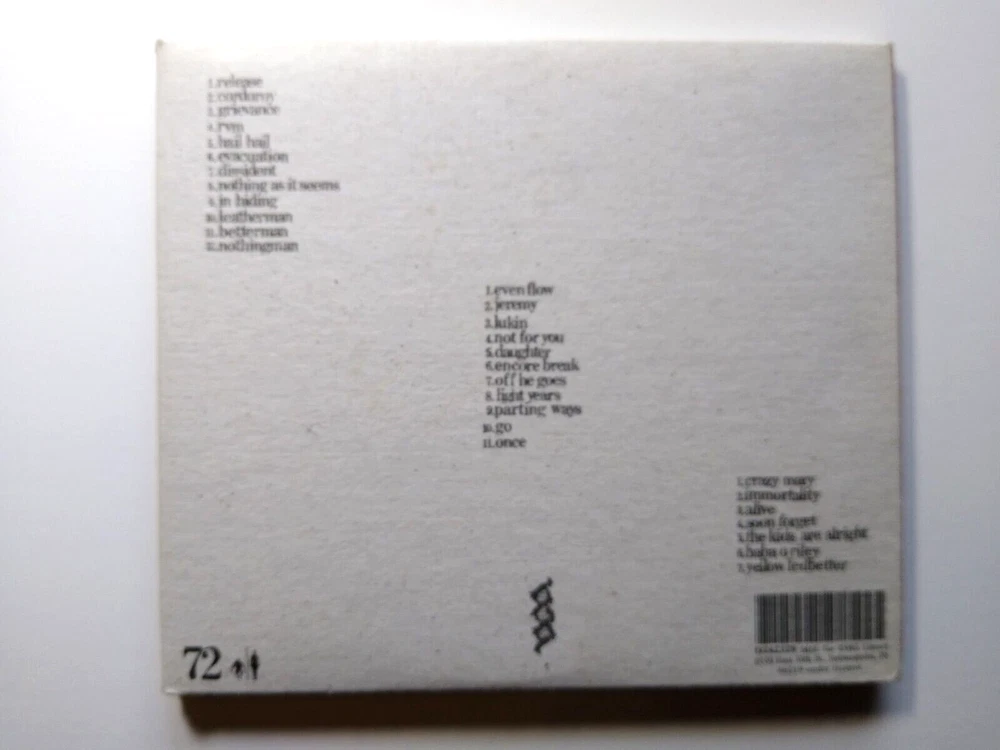 1.release
2.corduroy
3.grievance
4.rvm
5.hail hail
6.evacuation
7.dissident
8.nothing as it seems
9.in hiding
10.leatherman
11.betterman
12.nothingman
1.even flow
2.jeremy
3.lukin
4.not for you
5.daughter
6.encore break
7.off he goes
8.light years
9.parting ways
10.go
11.once
1.crazy mary
2.immortality
3.alive
4.soon forget
5.the kids are alright
6.baba o riley
7.yellow ledbetter
72